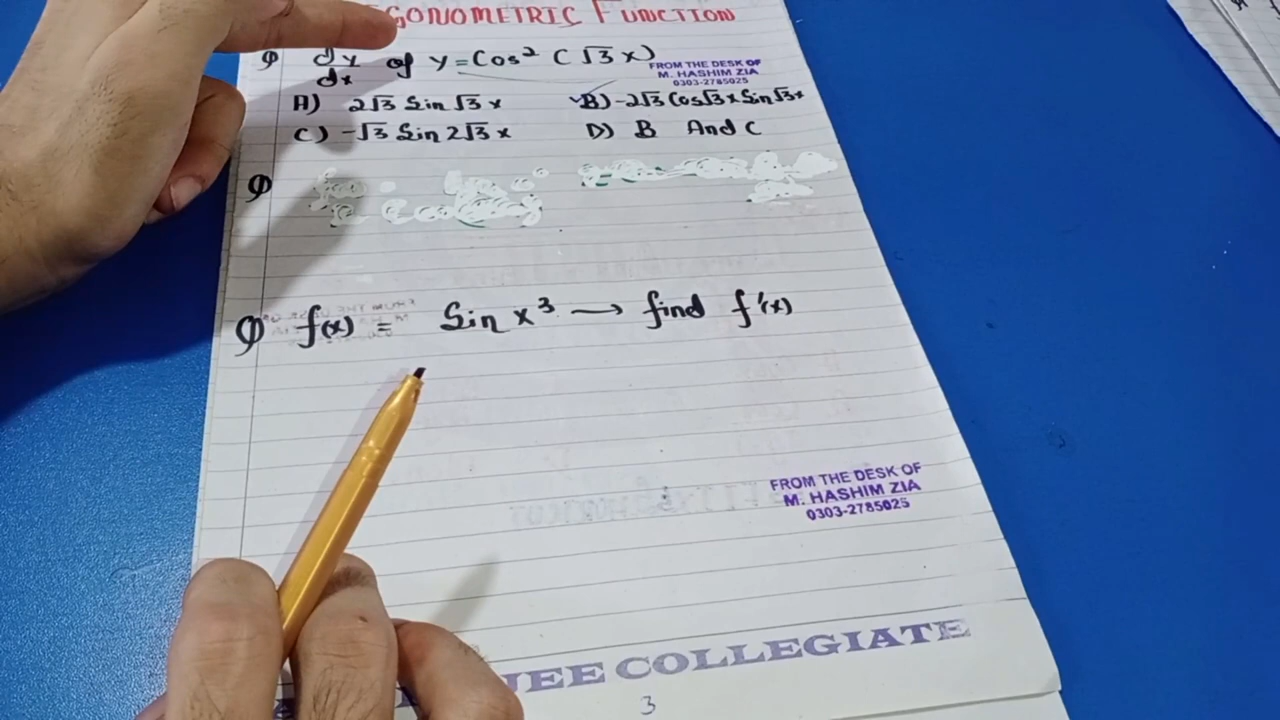 GONOMETRIC FUNCTION
Q dy/dx of y = Cos² (√3 x)
FROM THE DESK OF
M. HASHIM ZIA
0303-2785025
A) 2√3 Sin √3 x B) -2√3 Cos√3 x Sin √3 x
C) -√3 Sin 2√3 x D) B And C
Q
Q f(x) = Sin x³ → find f'(x)
FROM THE DESK OF
M. HASHIM ZIA
0303-2785025
JEE COLLEGIATE
3